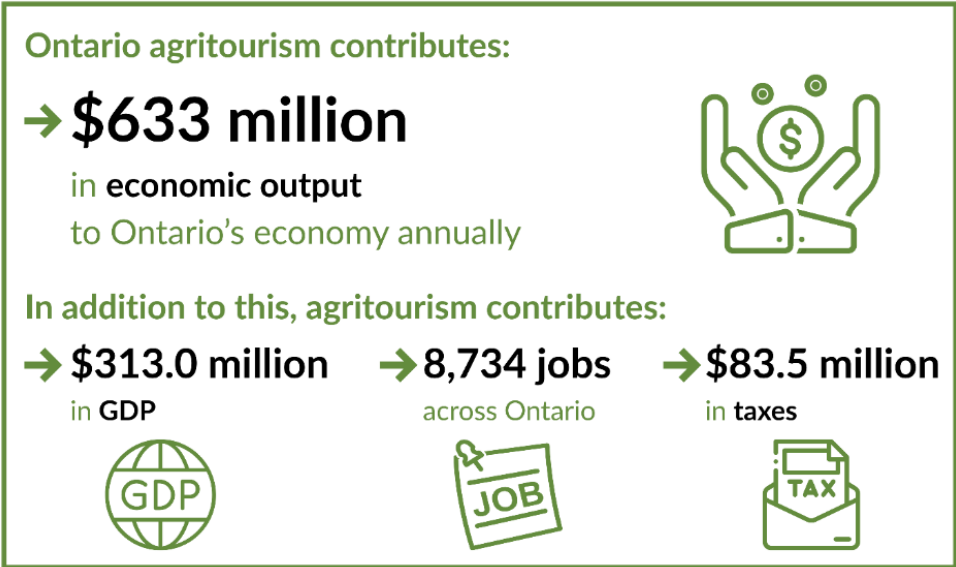 Ontario agritourism contributes:
$633 million
in economic output
to Ontario's economy annually
In addition to this, agritourism contributes:
$313.0 million
in GDP
8,734 jobs
across Ontario
$83.5 million
in taxes
GDP
JOB
TAX